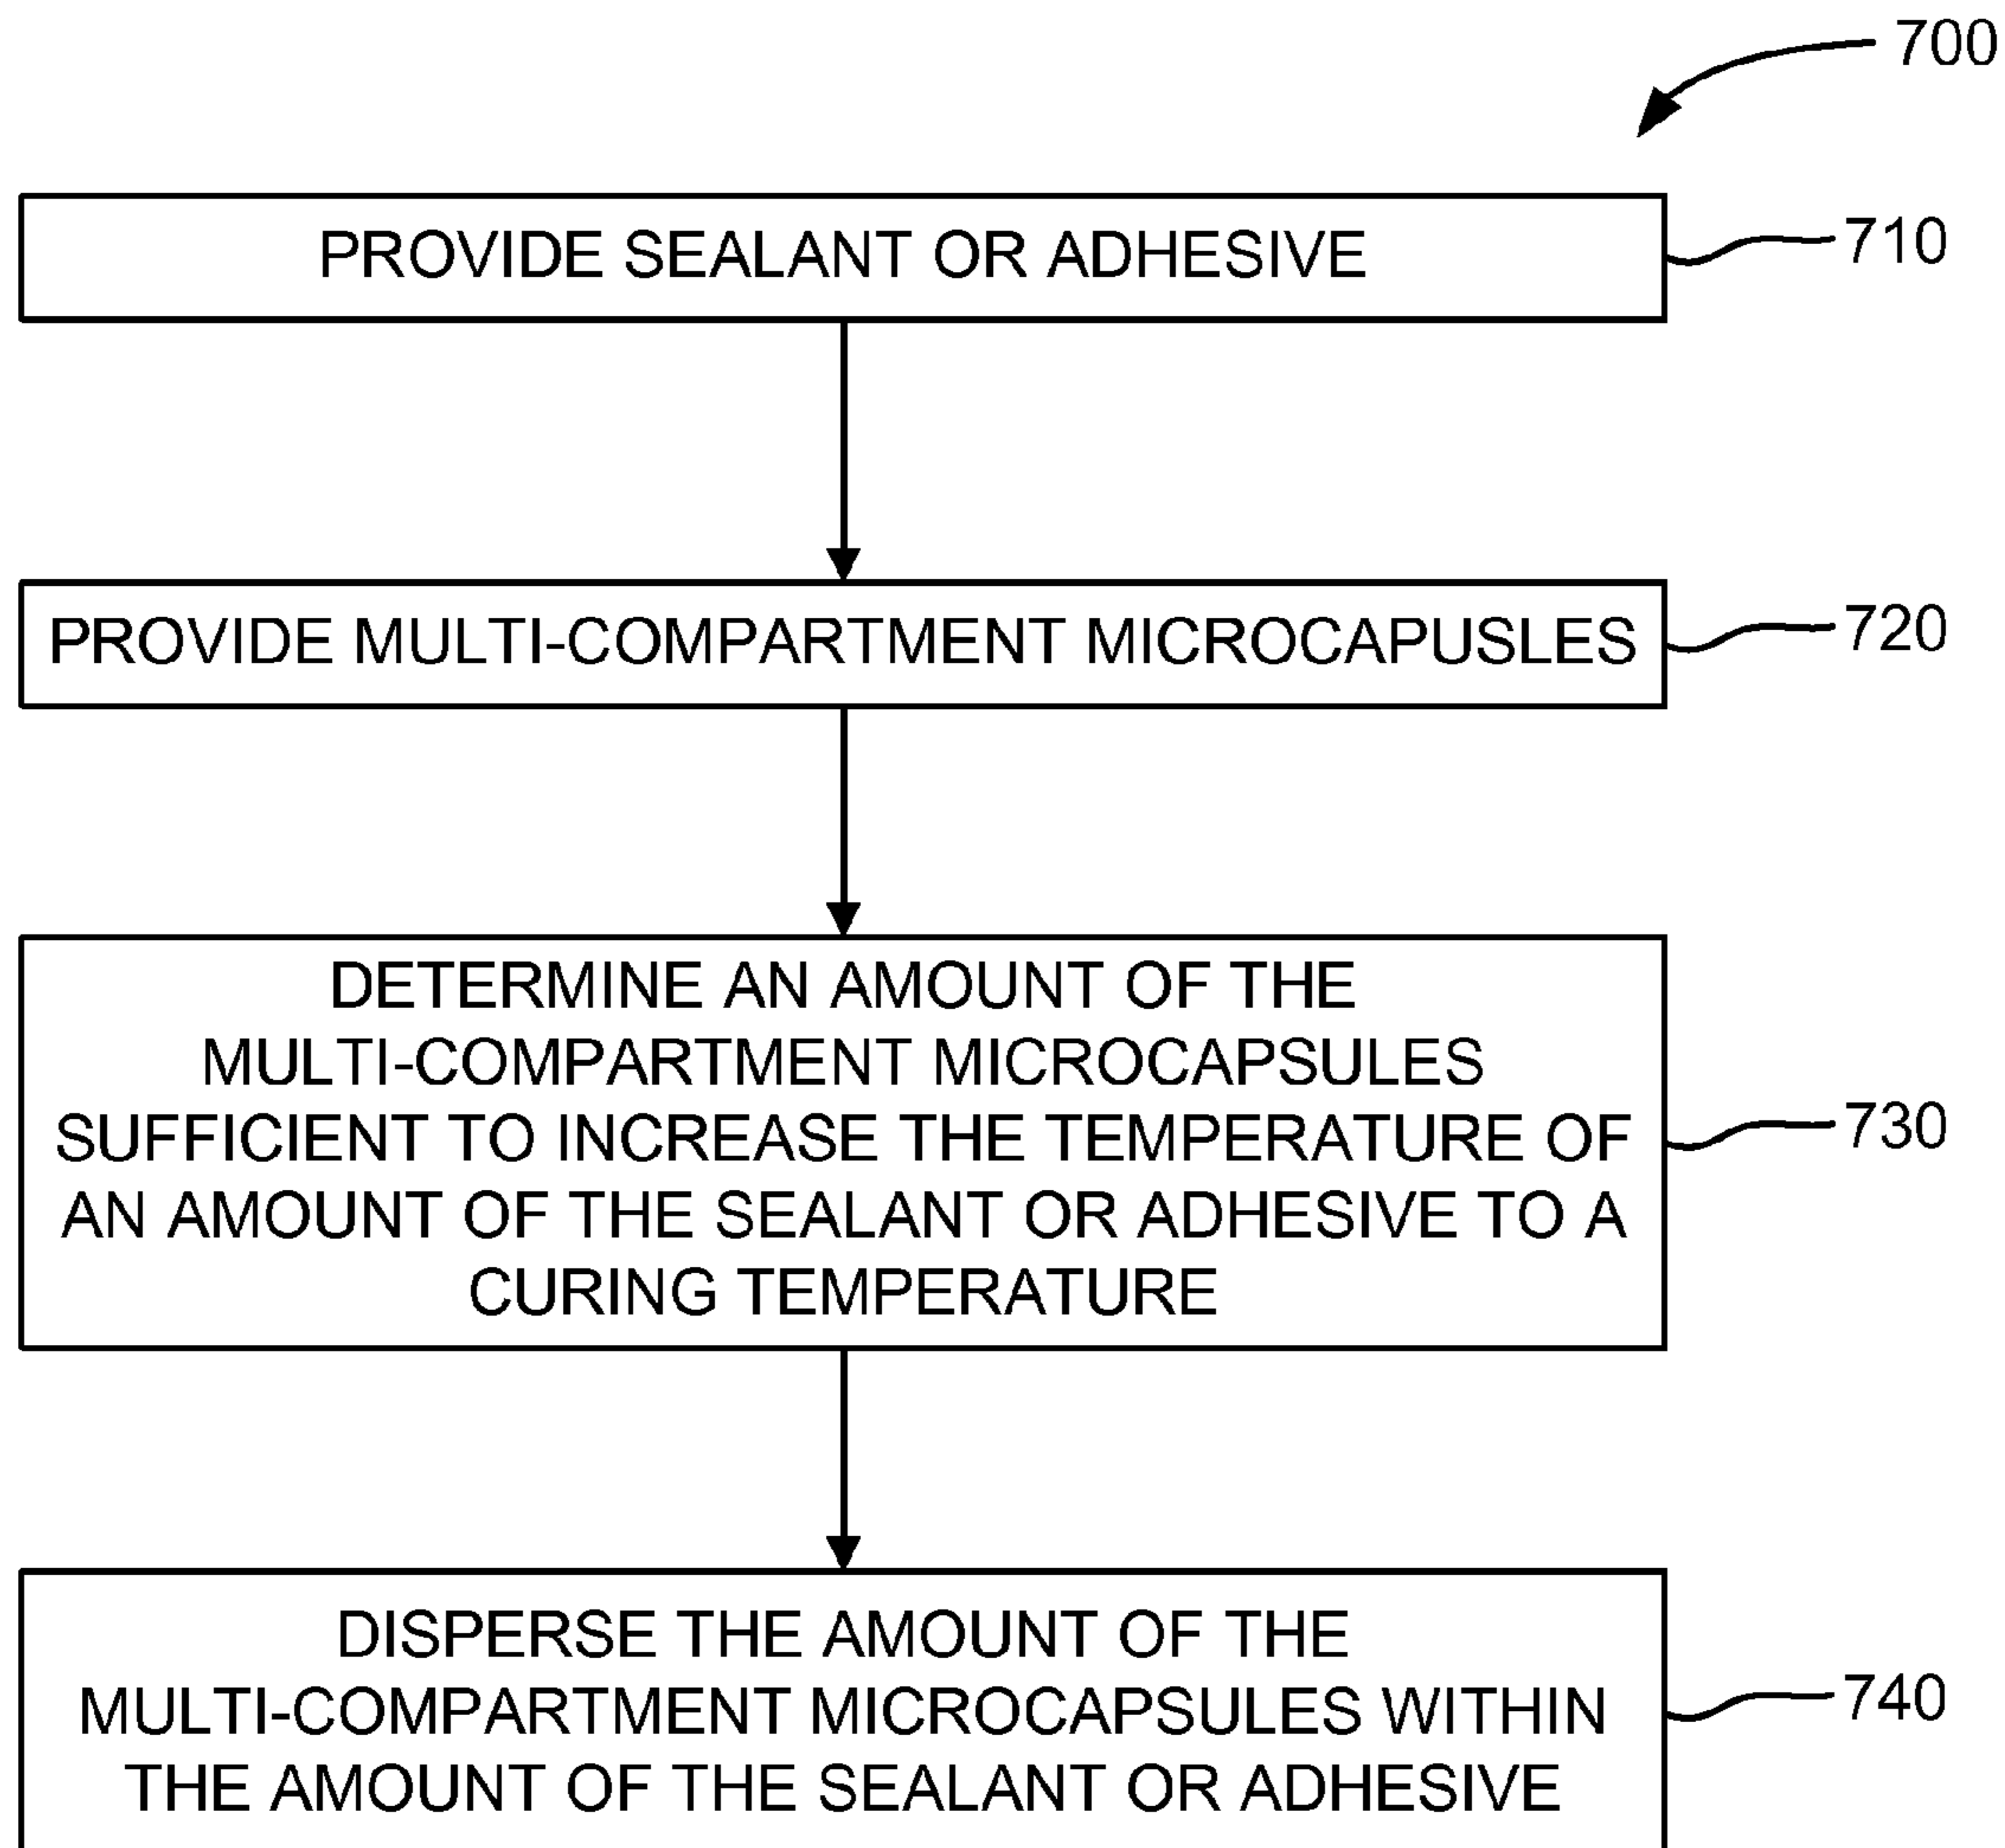 700
PROVIDE SEALANT OR ADHESIVE
710
PROVIDE MULTI-COMPARTMENT MICROCAPUSLES
720
DETERMINE AN AMOUNT OF THE
MULTI-COMPARTMENT MICROCAPSULES
SUFFICIENT TO INCREASE THE TEMPERATURE OF
AN AMOUNT OF THE SEALANT OR ADHESIVE TO A
CURING TEMPERATURE
730
DISPERSE THE AMOUNT OF THE
MULTI-COMPARTMENT MICROCAPSULES WITHIN
THE AMOUNT OF THE SEALANT OR ADHESIVE
740